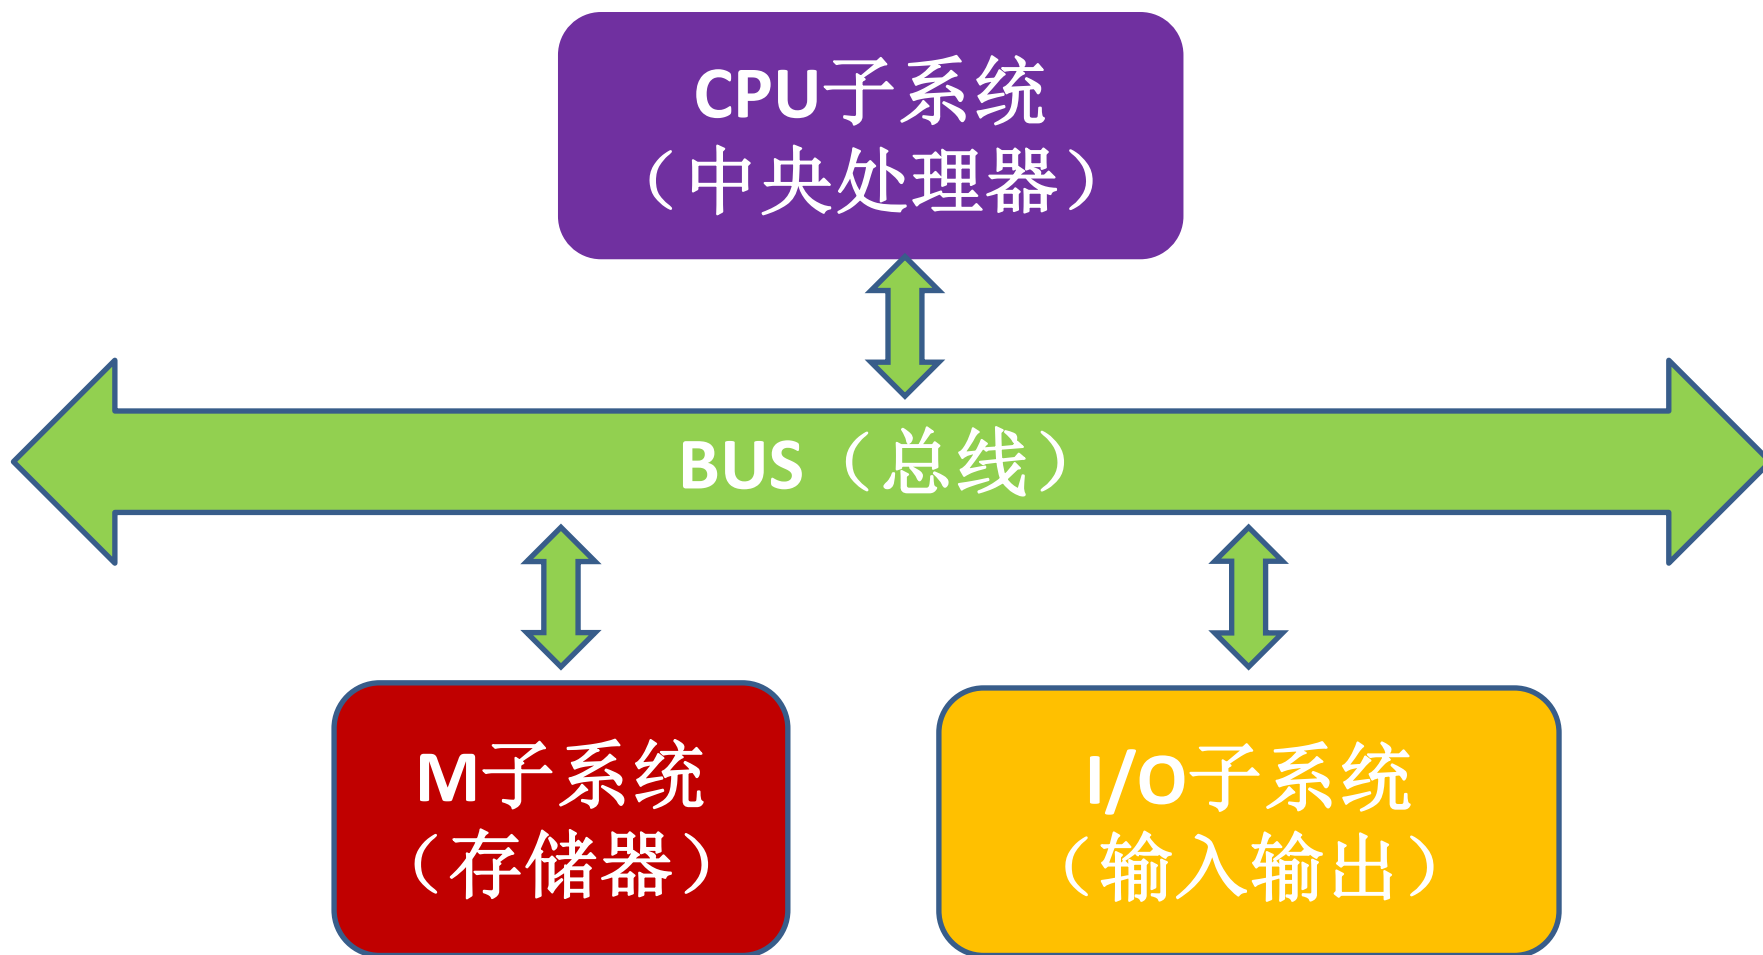 CPU子系统
（中央处理器）
BUS（总线）
M子系统
（存储器）
I/O子系统
（输入输出）